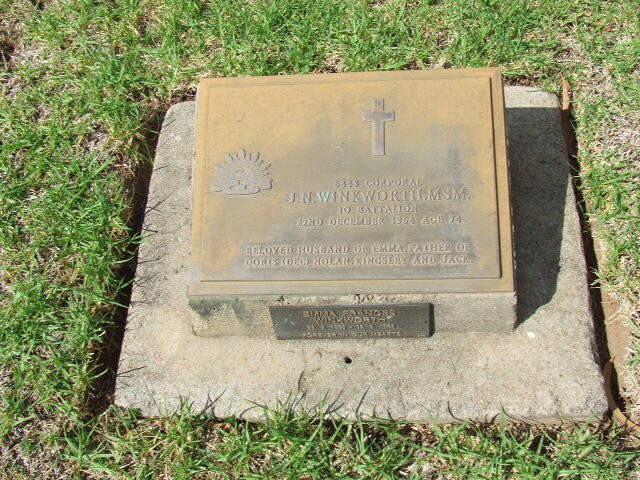 CORPORAL
J.N.WINKWORTH.MSM.
10 BATTALION
22ND DECEMBER 1964 AGE 74
BELOVED HUSBAND OF EMMA, FATHER OF
DORIS (DEC), NOLAN, KINGSLEY AND JACK.
EMMA FRANCES
WINKWORTH
FOREVER IN OUR HEARTS